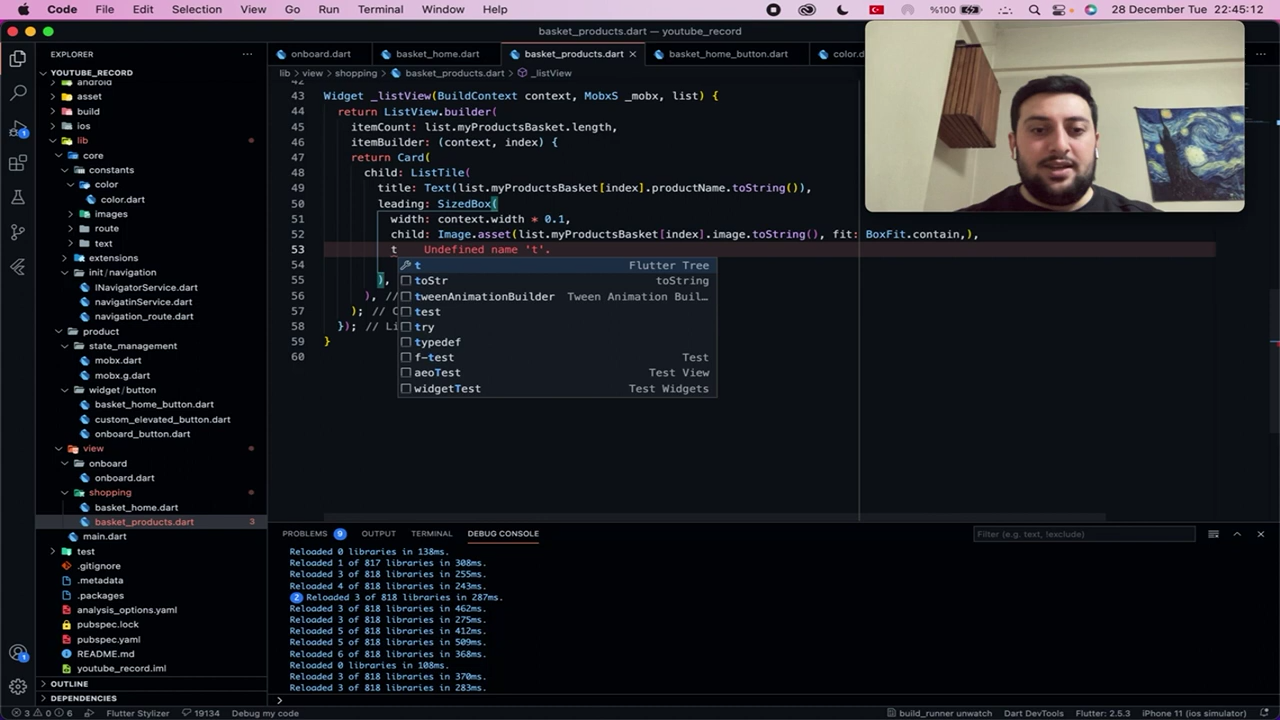 Code File Edit Selection View Go Run Terminal Window Help %100 28 December Tue 22:45:12
basket_products.dart — youtube_record
EXPLORER
onboard.dart basket_home.dart basket_products.dart basket_home_button.dart color.d
lib > view > shopping > basket_products.dart > _listView
YOUTUBE_RECORD
android
asset
build
ios
lib
core
constants
color
color.dart
images
route
text
extensions
init/navigation
INavigatorService.dart
navigatinService.dart
navigation_route.dart
product
state_management
mobx.dart
mobx.g.dart
widget/button
basket_home_button.dart
custom_elevated_button.dart
onboard_button.dart
view
onboard
onboard.dart
shopping
basket_home.dart
basket_products.dart 3
main.dart
test
.gitignore
.metadata
.packages
analysis_options.yaml
pubspec.lock
pubspec.yaml
README.md
youtube_record.iml
OUTLINE
DEPENDENCIES
42
43 Widget _listView(BuildContext context, MobxS _mobx, list) {
44 return ListView.builder(
45 itemCount: list.myProductsBasket.length,
46 itemBuilder: (context, index) {
47 return Card(
48 child: ListTile(
49 title: Text(list.myProductsBasket[index].productName.toString()),
50 leading: SizedBox(
51 width: context.width * 0.1,
52 child: Image.asset(list.myProductsBasket[index].image.toString(), fit: BoxFit.contain,),
53 t Undefined name 't'.
54
55 ),
56 ), //
57 ); // C
58 }); // Li
59 }
60
t Flutter Tree
toStr toString
tweenAnimationBuilder Tween Animation Buil…
test
try
typedef
f-test Test
aeoTest Test View
widgetTest Test Widgets
PROBLEMS 9 OUTPUT TERMINAL DEBUG CONSOLE Filter (e.g. text, !exclude)
Reloaded 0 libraries in 138ms.
Reloaded 1 of 817 libraries in 308ms.
Reloaded 3 of 818 libraries in 255ms.
Reloaded 4 of 818 libraries in 243ms.
2 Reloaded 3 of 818 libraries in 287ms.
Reloaded 3 of 818 libraries in 462ms.
Reloaded 3 of 818 libraries in 275ms.
Reloaded 5 of 818 libraries in 412ms.
Reloaded 5 of 818 libraries in 509ms.
Reloaded 6 of 818 libraries in 368ms.
Reloaded 0 libraries in 108ms.
Reloaded 3 of 818 libraries in 370ms.
Reloaded 3 of 818 libraries in 283ms.
>
3 0 6 Flutter Stylizer 19134 Debug my code build_runner unwatch Dart DevTools Flutter: 2.5.3 iPhone 11 (ios simulator)